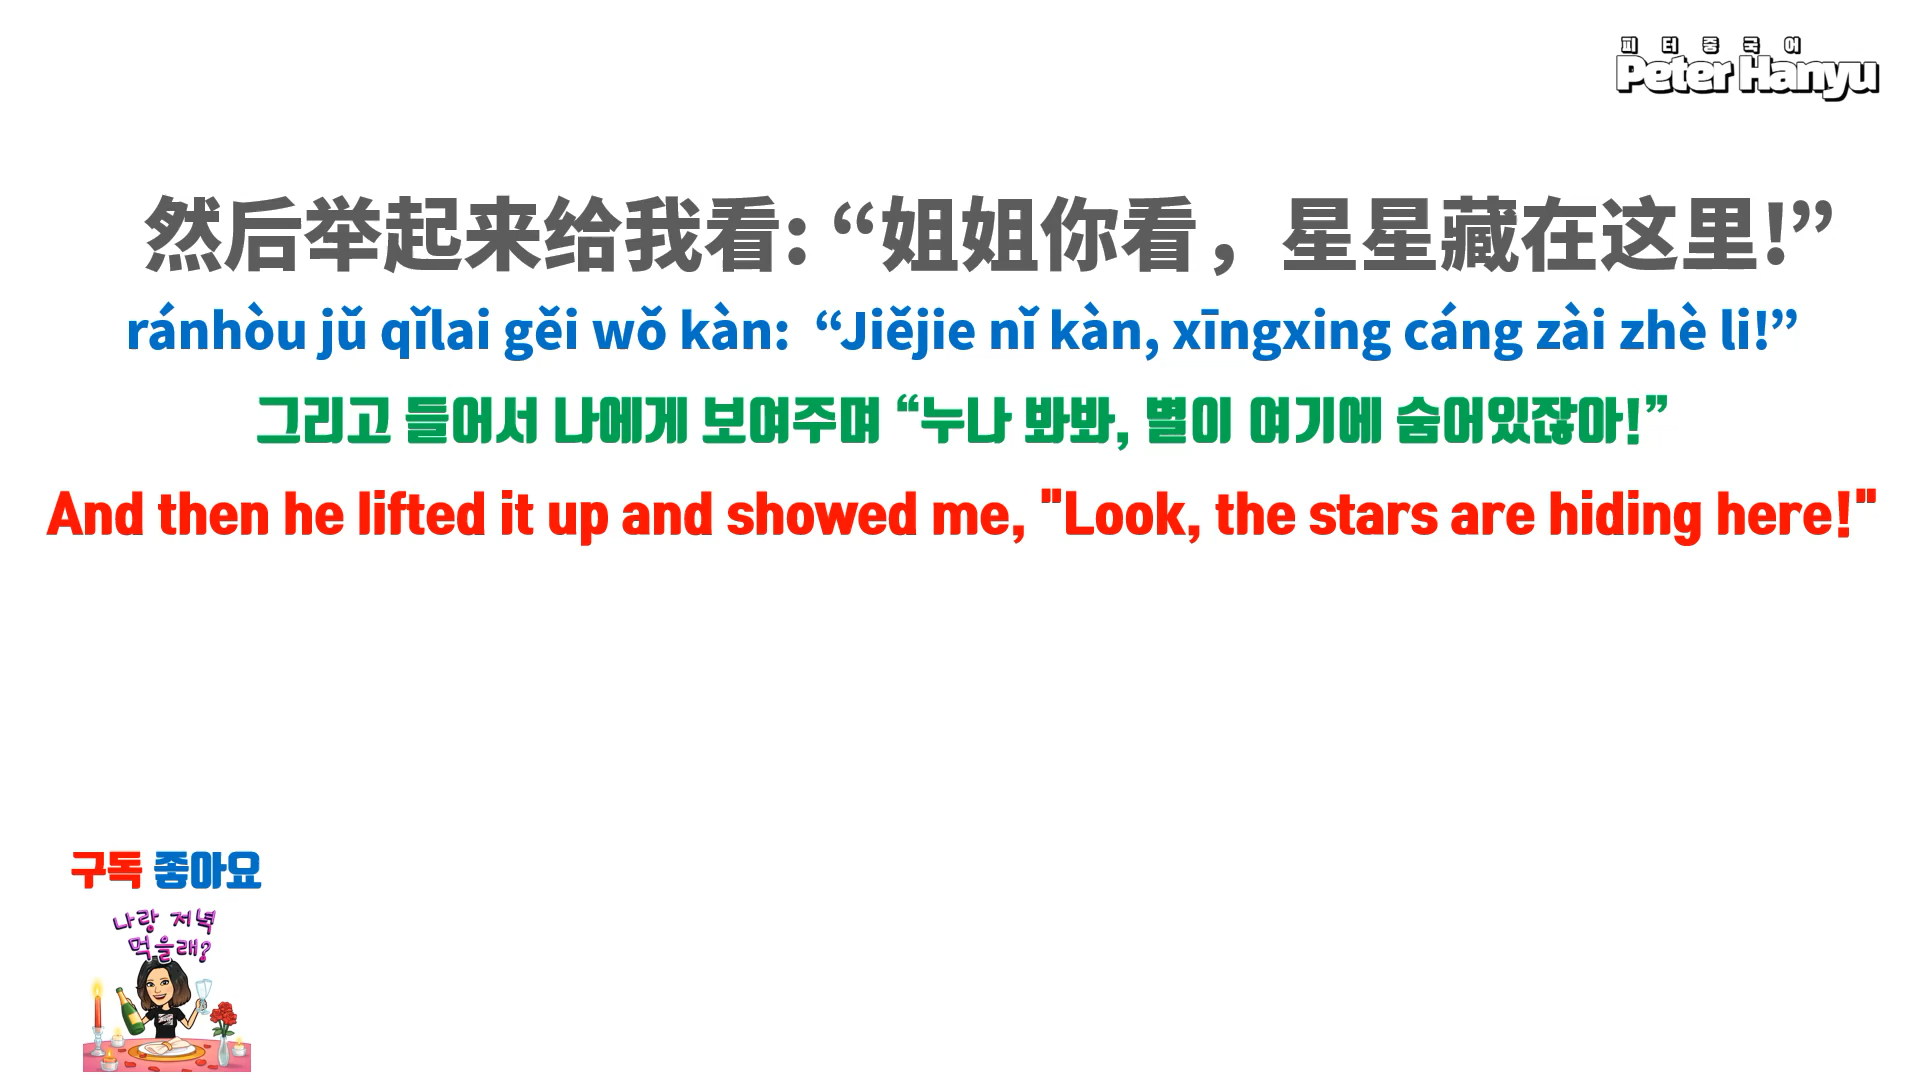 피터중국어
Peter Hanyu
然后举起来给我看: “姐姐你看，星星藏在这里!”
ránhòu jǔ qǐlai gěi wǒ kàn: “Jiějie nǐ kàn, xīngxing cáng zài zhè li!”
그리고 들어서 나에게 보여주며 “누나 봐봐, 별이 여기에 숨어있잖아!”
And then he lifted it up and showed me, "Look, the stars are hiding here!"
구독 좋아요
나랑 저녁
먹을래?